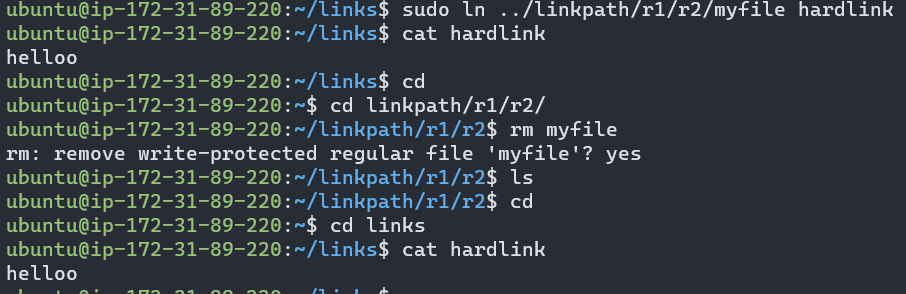 ubuntu@ip-172-31-89-220:~/links$ sudo ln ../linkpath/r1/r2/myfile hardlink
ubuntu@ip-172-31-89-220:~/links$ cat hardlink
helloo
ubuntu@ip-172-31-89-220:~/links$ cd
ubuntu@ip-172-31-89-220:~$ cd linkpath/r1/r2/
ubuntu@ip-172-31-89-220:~/linkpath/r1/r2$ rm myfile
rm: remove write-protected regular file 'myfile'? yes
ubuntu@ip-172-31-89-220:~/linkpath/r1/r2$ ls
ubuntu@ip-172-31-89-220:~/linkpath/r1/r2$ cd
ubuntu@ip-172-31-89-220:~$ cd links
ubuntu@ip-172-31-89-220:~/links$ cat hardlink
helloo